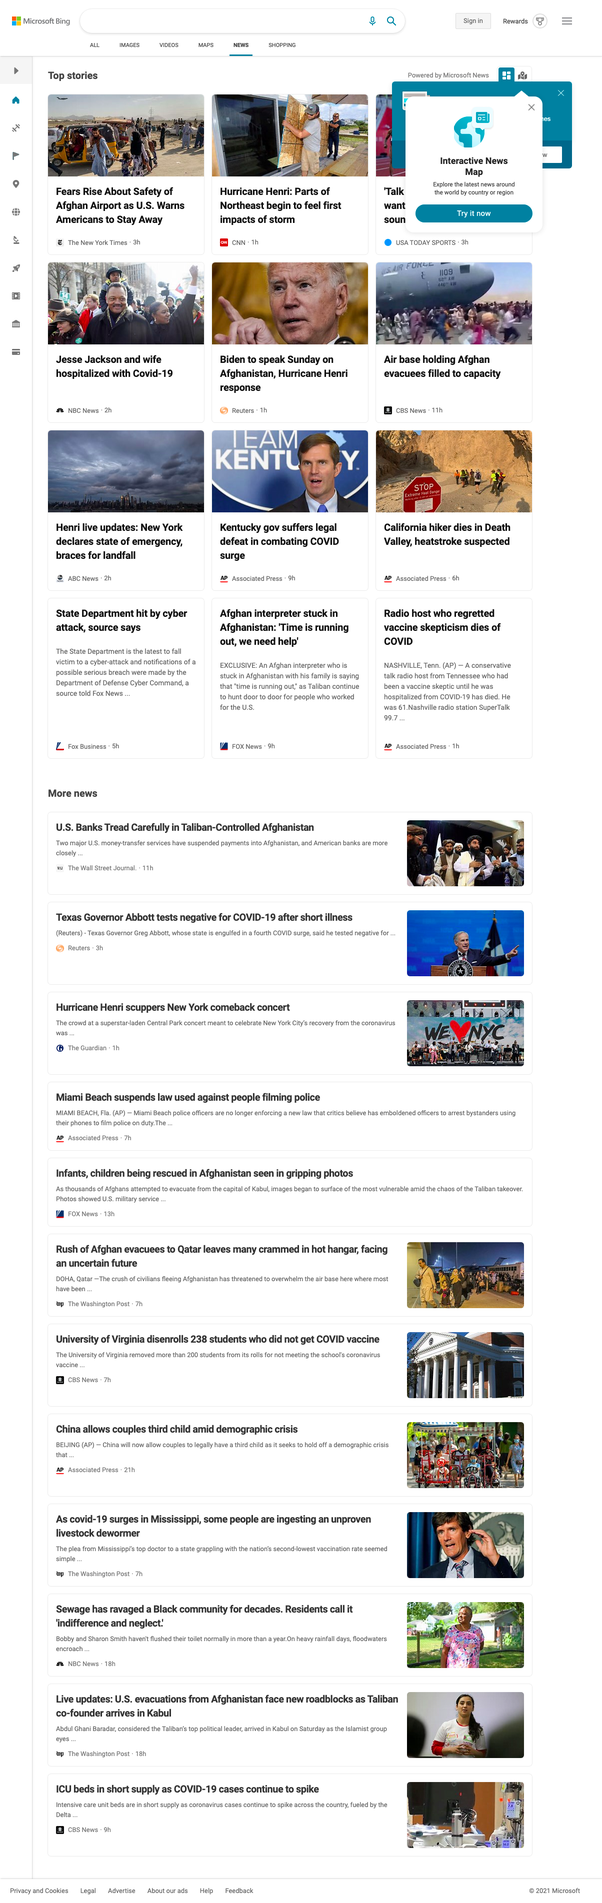 Microsoft Bing
Sign in
Rewards
ALL IMAGES VIDEOS MAPS NEWS SHOPPING
Top stories
Powered by Microsoft News
Interactive News
Map
Explore the latest news around
the world by country or region
Try it now
Fears Rise About Safety of
Afghan Airport as U.S. Warns
Americans to Stay Away
The New York Times · 3h
Hurricane Henri: Parts of
Northeast begin to feel first
impacts of storm
CNN · 1h
'Talk
want
soun
USA TODAY SPORTS · 3h
Jesse Jackson and wife
hospitalized with Covid-19
NBC News · 2h
Biden to speak Sunday on
Afghanistan, Hurricane Henri
response
Reuters · 1h
Air base holding Afghan
evacuees filled to capacity
CBS News · 11h
TEAM
KENTUCKY
STOP
Extreme Heat Danger
Henri live updates: New York
declares state of emergency,
braces for landfall
ABC News · 2h
Kentucky gov suffers legal
defeat in combating COVID
surge
AP Associated Press · 9h
California hiker dies in Death
Valley, heatstroke suspected
AP Associated Press · 6h
State Department hit by cyber
attack, source says
The State Department is the latest to fall
victim to a cyber-attack and notifications of a
possible serious breach were made by the
Department of Defense Cyber Command, a
source told Fox News ...
Fox Business · 5h
Afghan interpreter stuck in
Afghanistan: 'Time is running
out, we need help'
EXCLUSIVE: An Afghan interpreter who is
stuck in Afghanistan with his family is saying
that "time is running out," as Taliban continue
to hunt door to door for people who worked
for the U.S.
FOX News · 9h
Radio host who regretted
vaccine skepticism dies of
COVID
NASHVILLE, Tenn. (AP) — A conservative
talk radio host from Tennessee who had
been a vaccine skeptic until he was
hospitalized from COVID-19 has died. He
was 61.Nashville radio station SuperTalk
99.7 ...
AP Associated Press · 1h
More news
U.S. Banks Tread Carefully in Taliban-Controlled Afghanistan
Two major U.S. money-transfer services have suspended payments into Afghanistan, and American banks are more
closely ...
The Wall Street Journal. · 11h
Texas Governor Abbott tests negative for COVID-19 after short illness
(Reuters) - Texas Governor Greg Abbott, whose state is engulfed in a fourth COVID surge, said he tested negative for ...
Reuters · 3h
Hurricane Henri scuppers New York comeback concert
The crowd at a superstar-laden Central Park concert meant to celebrate New York City's recovery from the coronavirus
was ...
The Guardian · 1h
WE NYC
Miami Beach suspends law used against people filming police
MIAMI BEACH, Fla. (AP) — Miami Beach police officers are no longer enforcing a new law that critics believe has emboldened officers to arrest bystanders using
their phones to film police on duty.The ...
AP Associated Press · 7h
Infants, children being rescued in Afghanistan seen in gripping photos
As thousands of Afghans attempted to evacuate from the capital of Kabul, images began to surface of the most vulnerable amid the chaos of the Taliban takeover.
Photos showed U.S. military service ...
FOX News · 13h
Rush of Afghan evacuees to Qatar leaves many crammed in hot hangar, facing
an uncertain future
DOHA, Qatar —The crush of civilians fleeing Afghanistan has threatened to overwhelm the air base here where most
have been ...
wp The Washington Post · 7h
University of Virginia disenrolls 238 students who did not get COVID vaccine
The University of Virginia removed more than 200 students from its rolls for not meeting the school's coronavirus
vaccine ...
CBS News · 7h
China allows couples third child amid demographic crisis
BEIJING (AP) — China will now allow couples to legally have a third child as it seeks to hold off a demographic crisis
that ...
AP Associated Press · 21h
As covid-19 surges in Mississippi, some people are ingesting an unproven
livestock dewormer
The plea from Mississippi's top doctor to a state grappling with the nation's second-lowest vaccination rate seemed
simple ...
wp The Washington Post · 7h
Sewage has ravaged a Black community for decades. Residents call it
'indifference and neglect.'
Bobby and Sharon Smith haven't flushed their toilet normally in more than a year.On heavy rainfall days, floodwaters
encroach ...
NBC News · 18h
Live updates: U.S. evacuations from Afghanistan face new roadblocks as Taliban
co-founder arrives in Kabul
Abdul Ghani Baradar, considered the Taliban's top political leader, arrived in Kabul on Saturday as the Islamist group
eyes ...
wp The Washington Post · 18h
ICU beds in short supply as COVID-19 cases continue to spike
Intensive care unit beds are in short supply as coronavirus cases continue to spike across the country, fueled by the
Delta ...
CBS News · 9h
Privacy and Cookies Legal Advertise About our ads Help Feedback © 2021 Microsoft